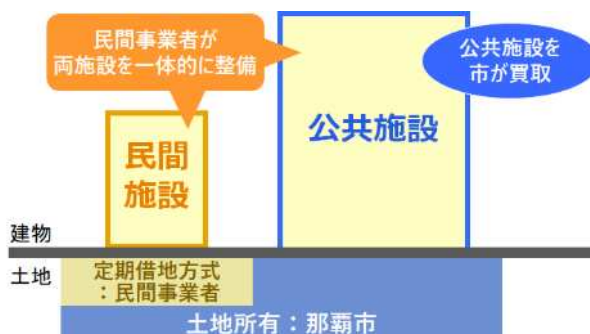 民間事業者が
両施設を一体的に整備
公共施設を
市が買取
民間
施設
公共施設
建物
土地
定期借地方式
：民間事業者
土地所有：那覇市